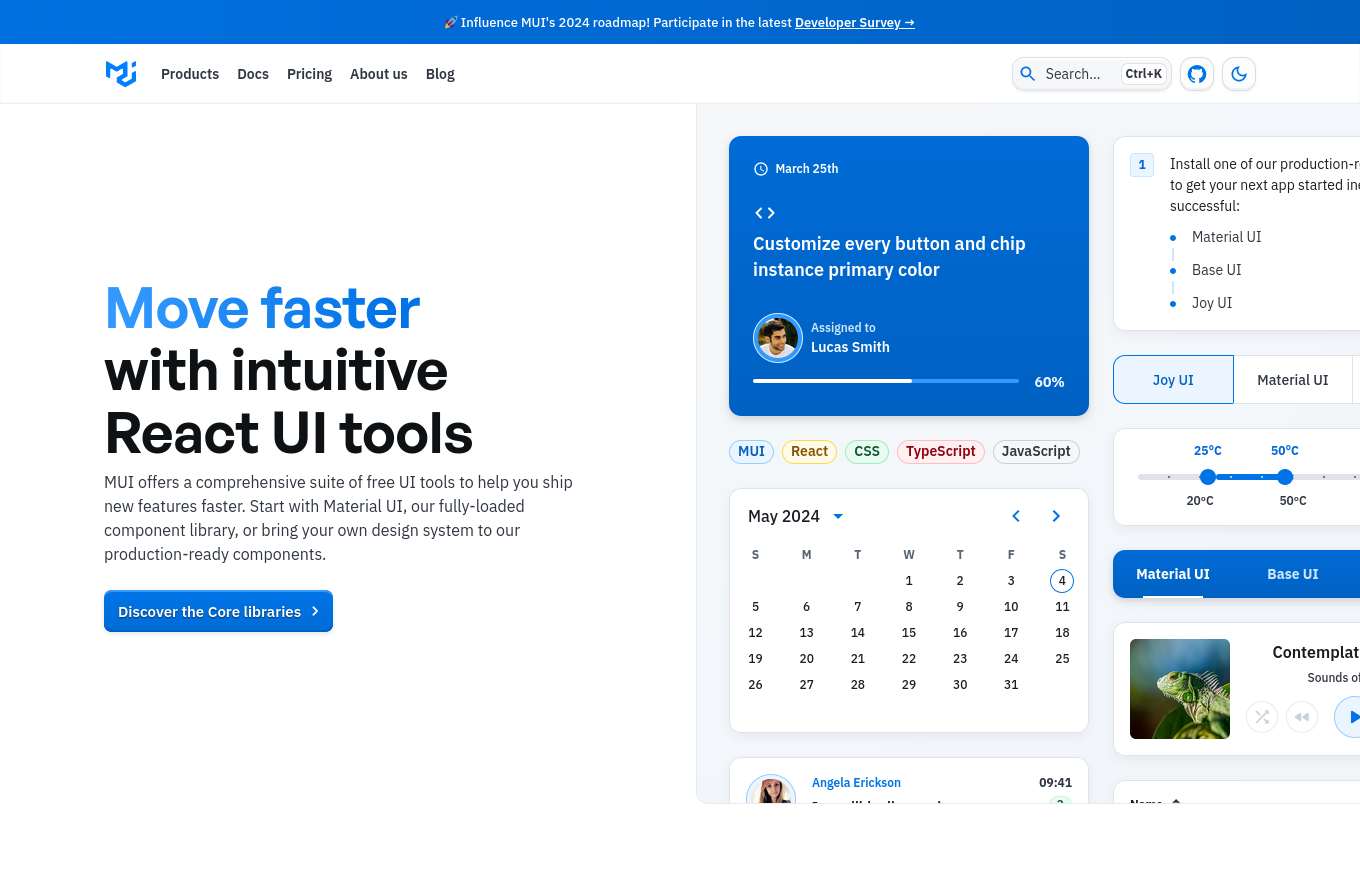 🚀 Influence MUI's 2024 roadmap! Participate in the latest Developer Survey →
Products Docs Pricing About us Blog
Search... Ctrl+K
Move faster
with intuitive
React UI tools
MUI offers a comprehensive suite of free UI tools to help you ship
new features faster. Start with Material UI, our fully-loaded
component library, or bring your own design system to our
production-ready components.
Discover the Core libraries
March 25th
Customize every button and chip
instance primary color
Assigned to
Lucas Smith
60%
MUI React CSS TypeScript JavaScript
May 2024
S M T W T F S
1 2 3 4
5 6 7 8 9 10 11
12 13 14 15 16 17 18
19 20 21 22 23 24 25
26 27 28 29 30 31
Angela Erickson 09:41
1
Install one of our production-r
to get your next app started in
successful:
Material UI
Base UI
Joy UI
Joy UI Material UI
25ºC 50ºC
20ºC 50ºC
Material UI Base UI
Contemplat
Sounds of
Name